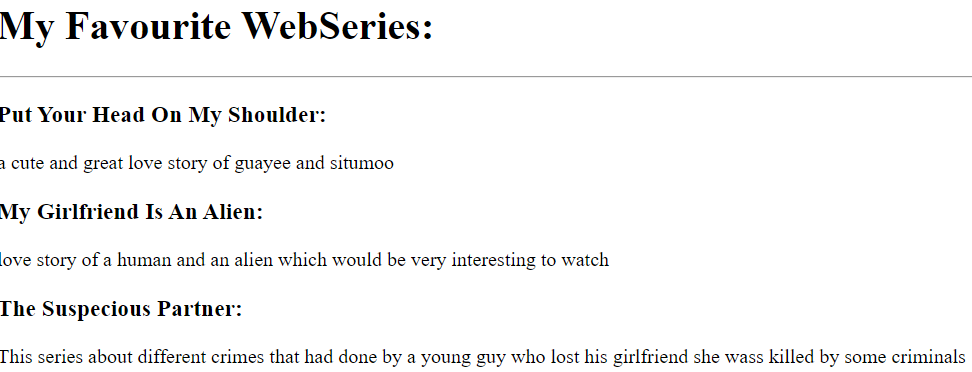 My Favourite WebSeries:
Put Your Head On My Shoulder:
a cute and great love story of guayee and situmoo
My Girlfriend Is An Alien:
love story of a human and an alien which would be very interesting to watch
The Suspecious Partner:
This series about different crimes that had done by a young guy who lost his girlfriend she wass killed by some criminals